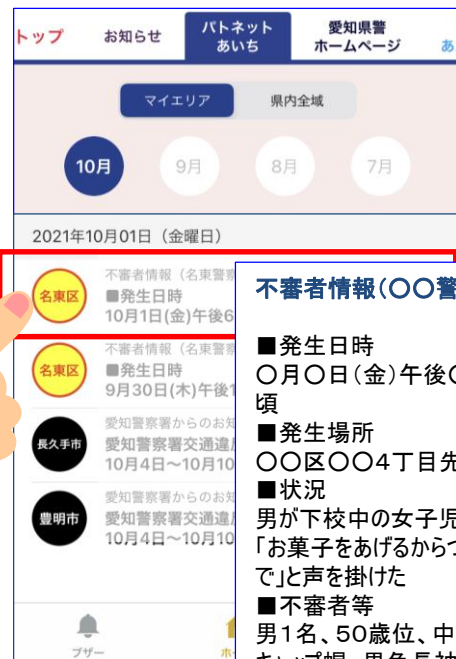 トップ
お知らせ
パトネット
あいち
愛知県警
ホームページ
あ
マイエリア
県内全域
10月
9月
8月
7月
2021年10月01日（金曜日）
名東区
不審者情報（名東警察
■発生日時
10月1日(金)午後6
名東区
不審者情報（名東警察
■発生日時
9月30日(木)午後1
長久手市
愛知警察署からのお知
愛知警察署交通違反
10月4日～10月10
豊明市
愛知警察署からのお知
愛知警察署交通違反
10月4日～10月10
ブザー
不審者情報（〇〇警
■発生日時
〇月〇日（金）午後〇
頃
■発生場所
〇〇区〇〇4丁目先
■状況
男が下校中の女子児
「お菓子をあげるからつ
で」と声を掛けた
■不審者等
男1名、50歳位、中